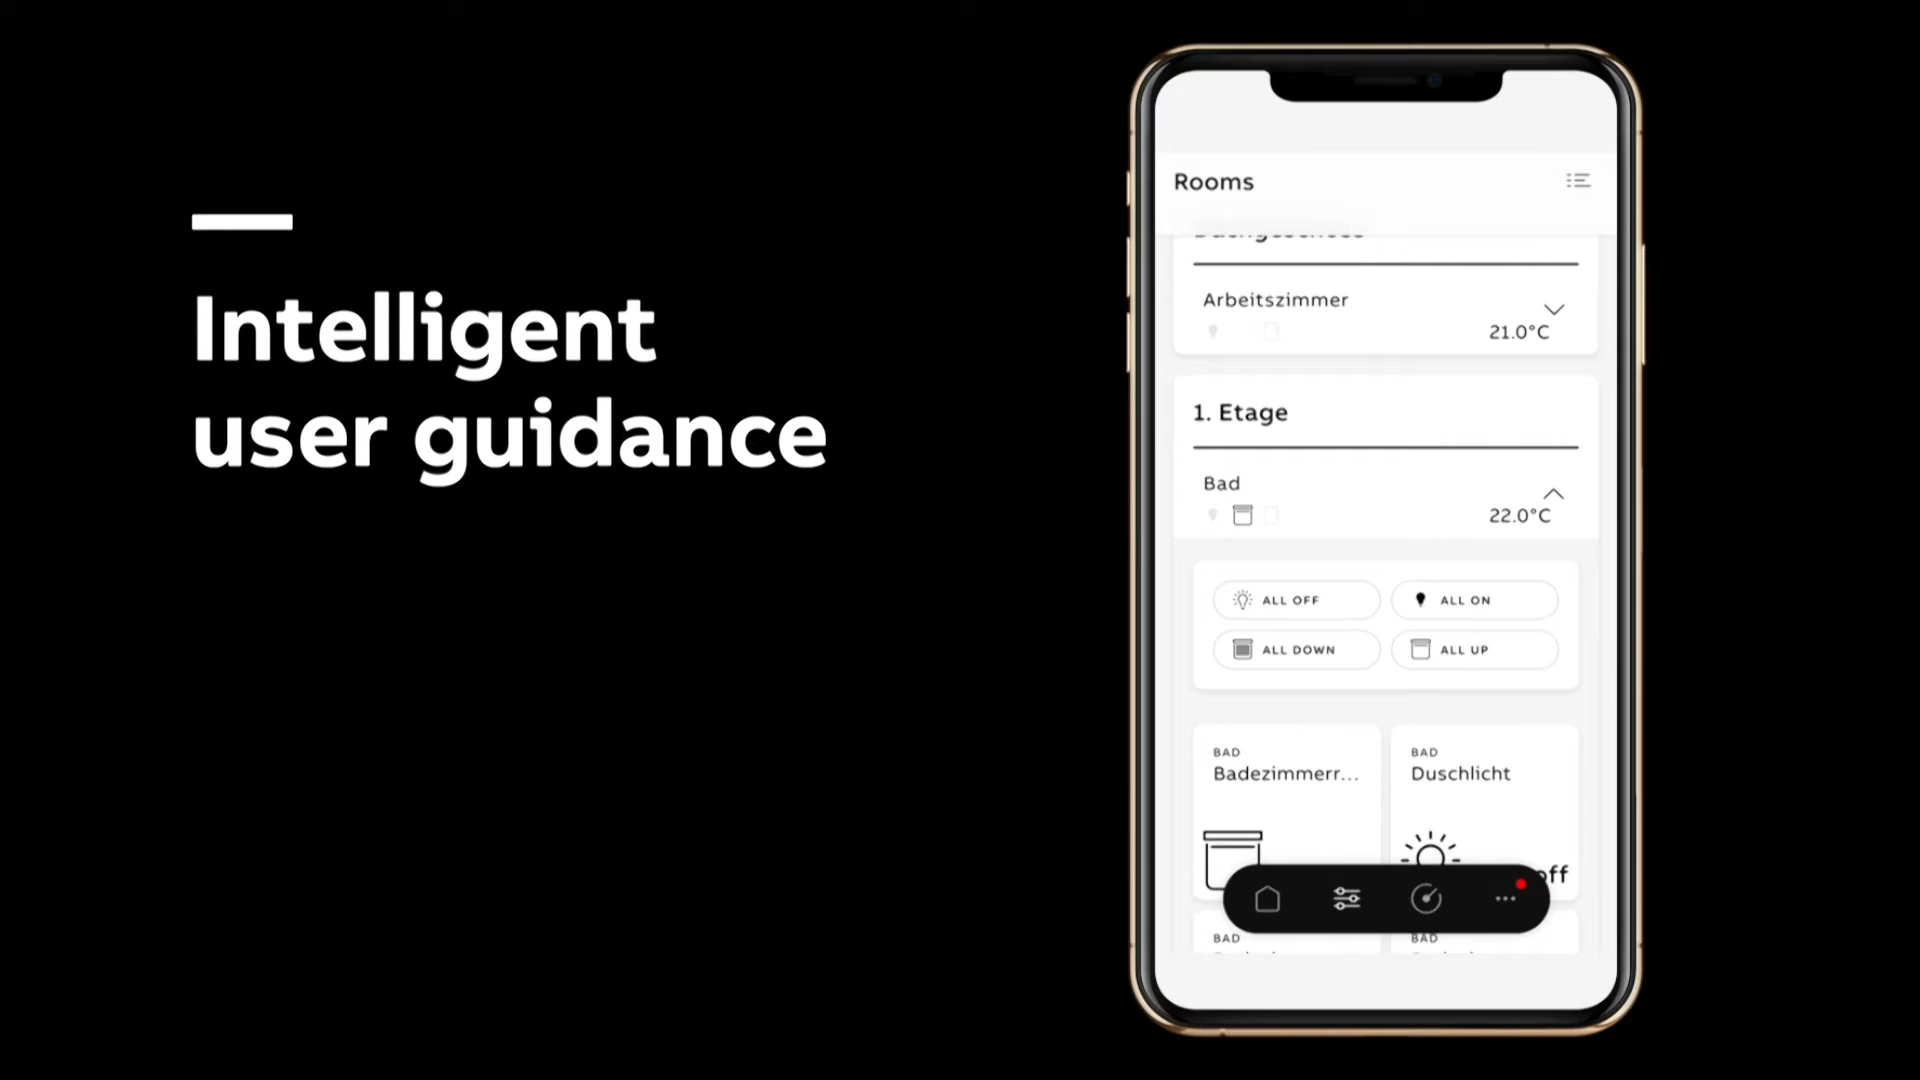 Intelligent
user guidance
Rooms
Arbeitszimmer
21.0°C
1. Etage
Bad
22.0°C
ALL OFF
ALL ON
ALL DOWN
ALL UP
BAD
Badezimmerr...
BAD
Duschlicht
off
BAD
BAD